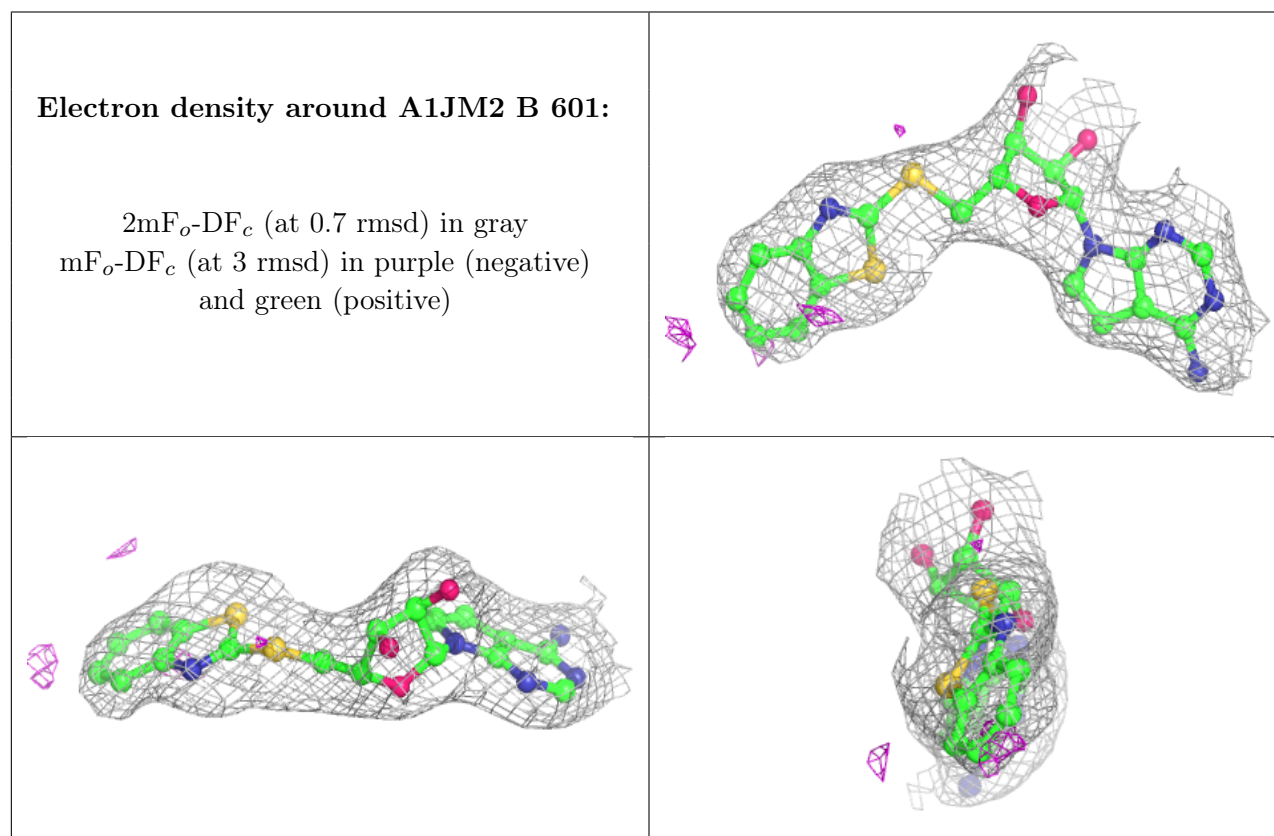 Electron density around A1JM2 B 601:
2mFo-DFc (at 0.7 rmsd) in gray
mFo-DFc (at 3 rmsd) in purple (negative)
and green (positive)